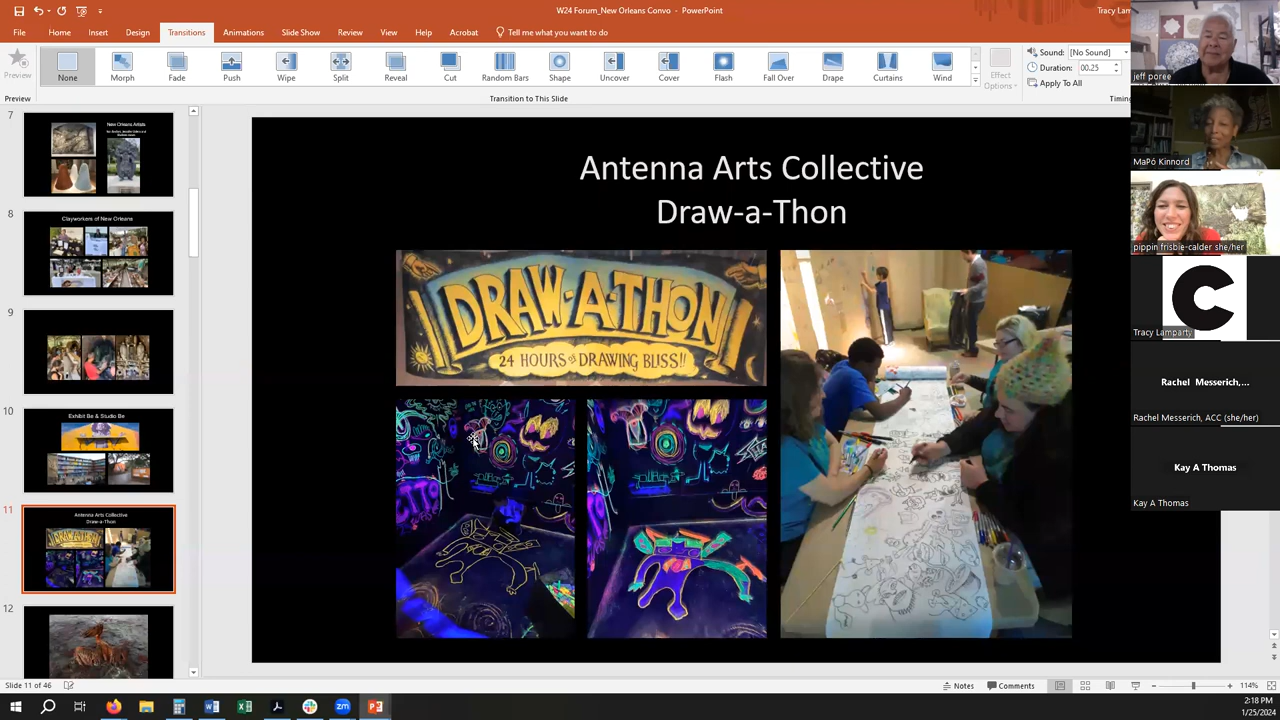 W24 Forum_New Orleans Convo - PowerPoint
Tracy Lam
File Home Insert Design Transitions Animations Slide Show Review View Help Acrobat Tell me what you want to do
Preview
None Morph Fade Push Wipe Split Reveal Cut Random Bars Shape Uncover Cover Flash Fall Over Drape Curtains Wind
Effect
Options
Sound: [No Sound]
Duration: 00.25
Apply To All
Preview
Transition to This Slide
Timing
7
New Orleans Artists
8
Clayworkers of New Orleans
9
10
Exhibit Be & Studio Be
11
Antenna Arts Collective
Draw-a-Thon
12
Antenna Arts Collective
Draw-a-Thon
DRAW-A-THON
24 HOURS of DRAWING BLISS!!
jeff poree
MaPó Kinnord
pippin frisbie-calder she/her
C
Tracy Lamparty
Rachel Messerich,...
Rachel Messerich, ACC (she/her)
Kay A Thomas
Kay A Thomas
Slide 11 of 46
Notes
Comments
114%
W X zm P
2:18 PM
1/25/2024